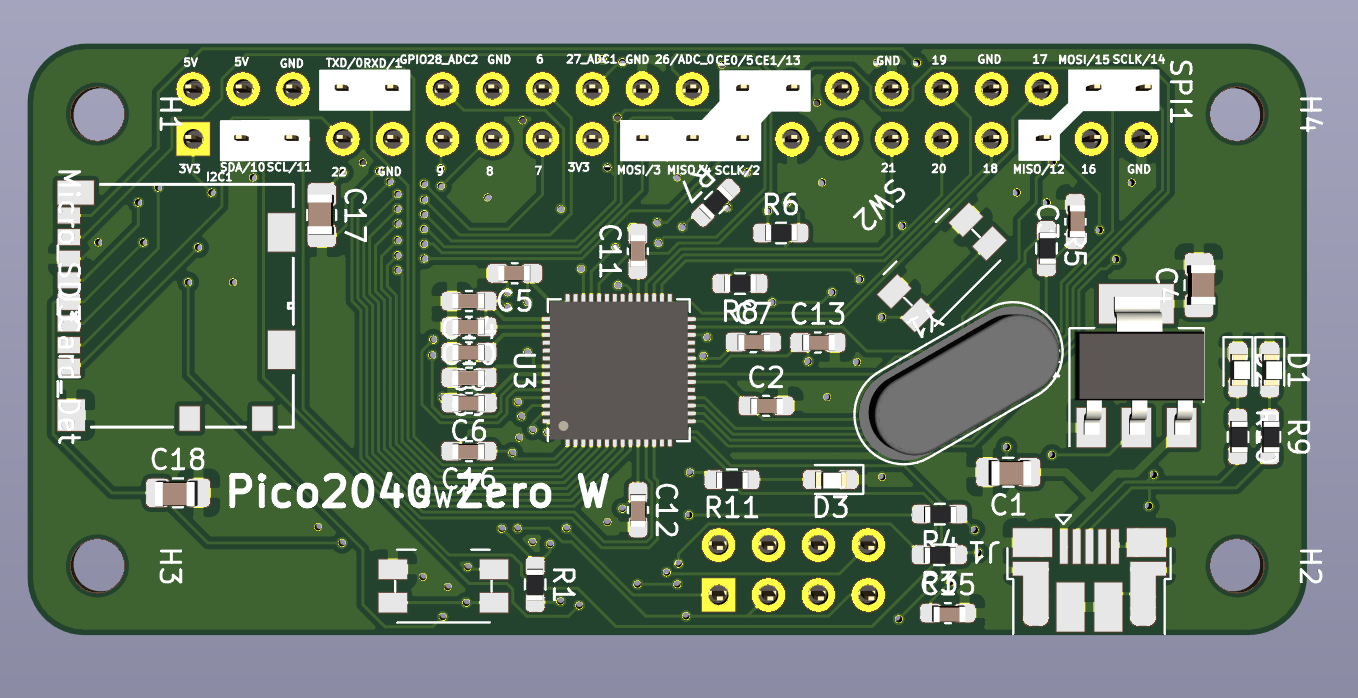 5V 5V GND TXD/0 RXD/1 GPIO28_ADC2 GND 6 27_ADC1 GND 26/ADC_0 CE0/5 CE1/13 GND 19 GND 17 MOSI/15 SCLK/14
H1
SPI1
H4
3V3 SDA/10 SCL/11 22 GND 9 8 7 3V3 MOSI/3 MISO/4 SCLK/2 21 20 18 MISO/12 16 GND
I2C1
C17
C11
R7
R6
SW2
C4
C5
R8
C7
C13
Y1
U3
C2
D1
C6
R9
C18
C16
Pico2040 Zero W
SW1
C12
R11
D3
C1
R4
J1
H3
R1
R3
C15
H2